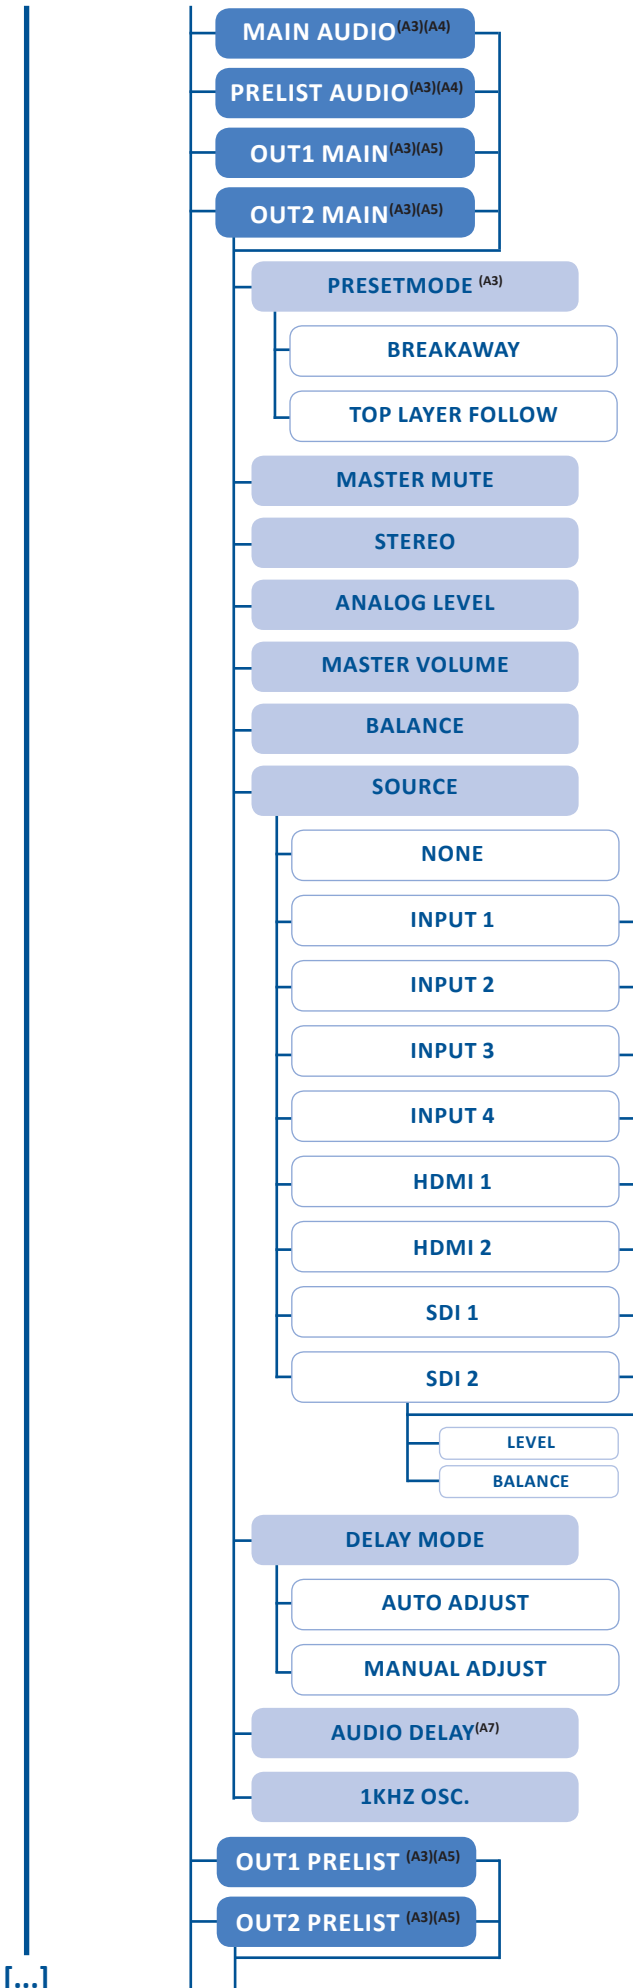 MAIN AUDIO(A3)(A4)
PRELIST AUDIO(A3)(A4)
OUT1 MAIN(A3)(A5)
OUT2 MAIN(A3)(A5)
PRESETMODE (A3)
BREAKAWAY
TOP LAYER FOLLOW
MASTER MUTE
STEREO
ANALOG LEVEL
MASTER VOLUME
BALANCE
SOURCE
NONE
INPUT 1
INPUT 2
INPUT 3
INPUT 4
HDMI 1
HDMI 2
SDI 1
SDI 2
LEVEL
BALANCE
DELAY MODE
AUTO ADJUST
MANUAL ADJUST
AUDIO DELAY(A7)
1KHZ OSC.
OUT1 PRELIST (A3)(A5)
OUT2 PRELIST (A3)(A5)
[...]